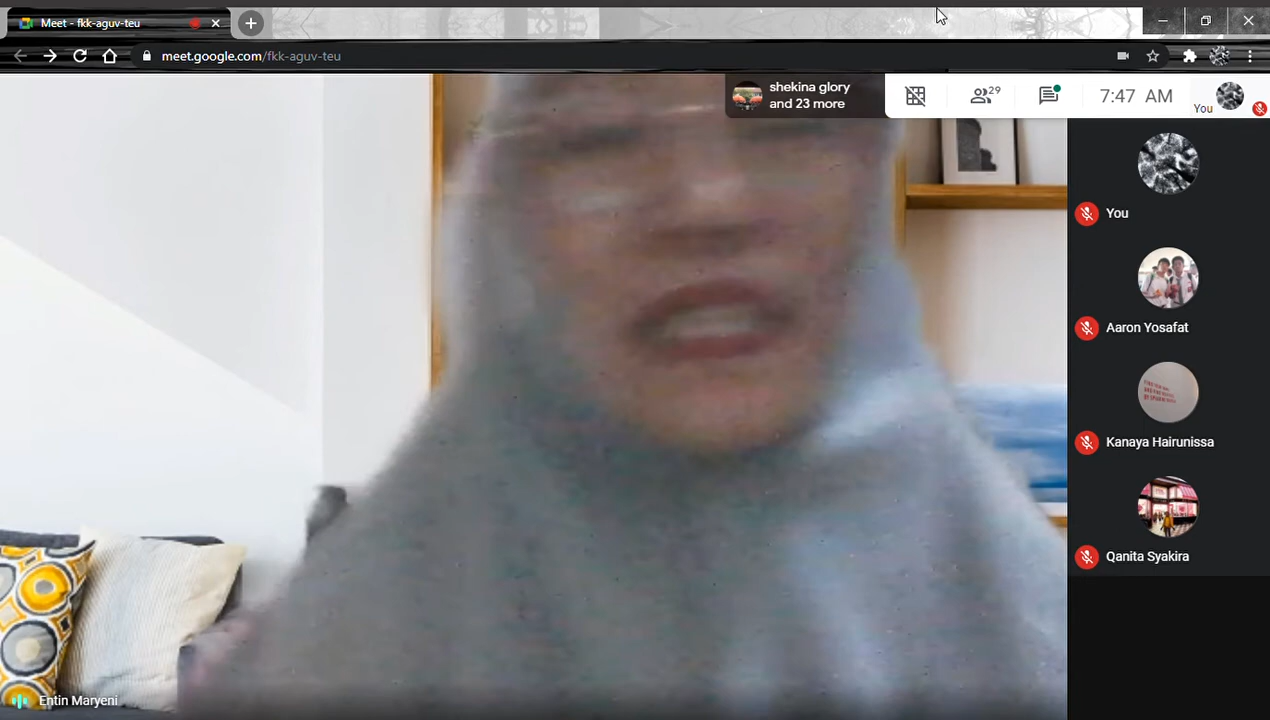 Meet - fkk-aguv-teu
meet.google.com/fkk-aguv-teu
shekina glory
and 23 more
29
7:47 AM
You
You
Aaron Yosafat
Kanaya Hairunissa
Qanita Syakira
Entin Maryeni